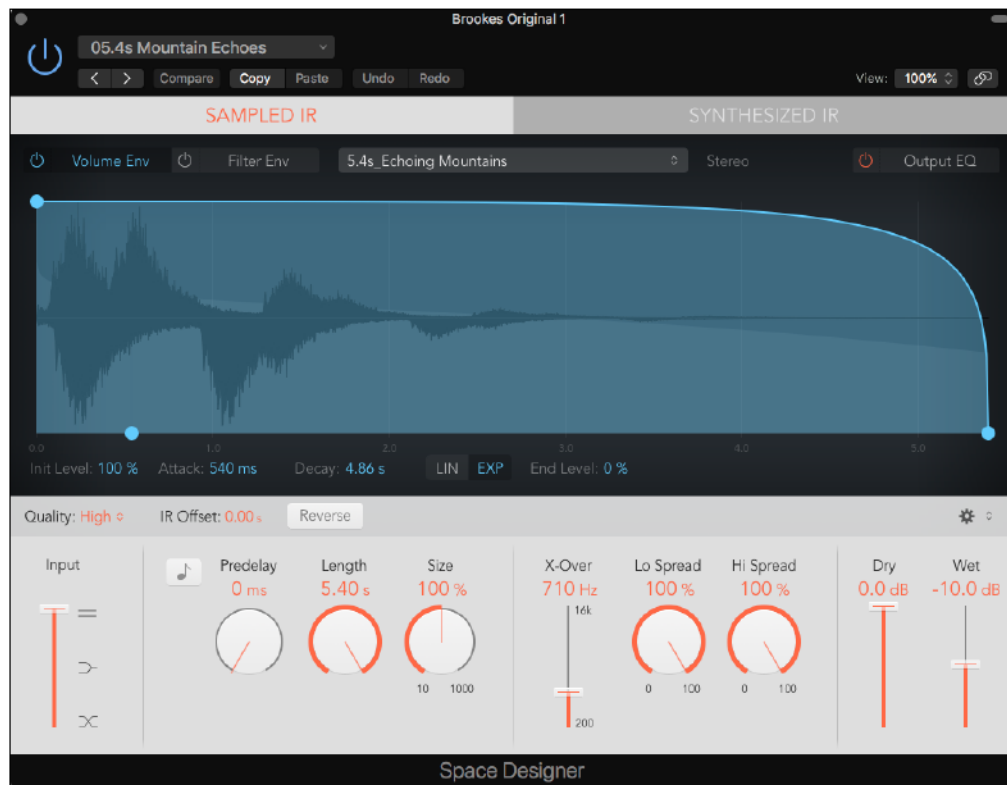 Brookes Original 1
05.4s Mountain Echoes
Compare Copy Paste Undo Redo View: 100%
SAMPLED IR SYNTHESIZED IR
Volume Env Filter Env 5.4s_Echoing Mountains Stereo Output EQ
0.0 1.0 2.0 3.0 4.0 5.0
Init Level: 100 % Attack: 540 ms Decay: 4.86 s LIN EXP End Level: 0 %
Quality: High IR Offset: 0.00 s Reverse
Input Predelay Length Size X-Over Lo Spread Hi Spread Dry Wet
0 ms 5.40 s 100 % 710 Hz 100 % 100 % 0.0 dB -10.0 dB
16k
10 1000 0 100 0 100
200
Space Designer